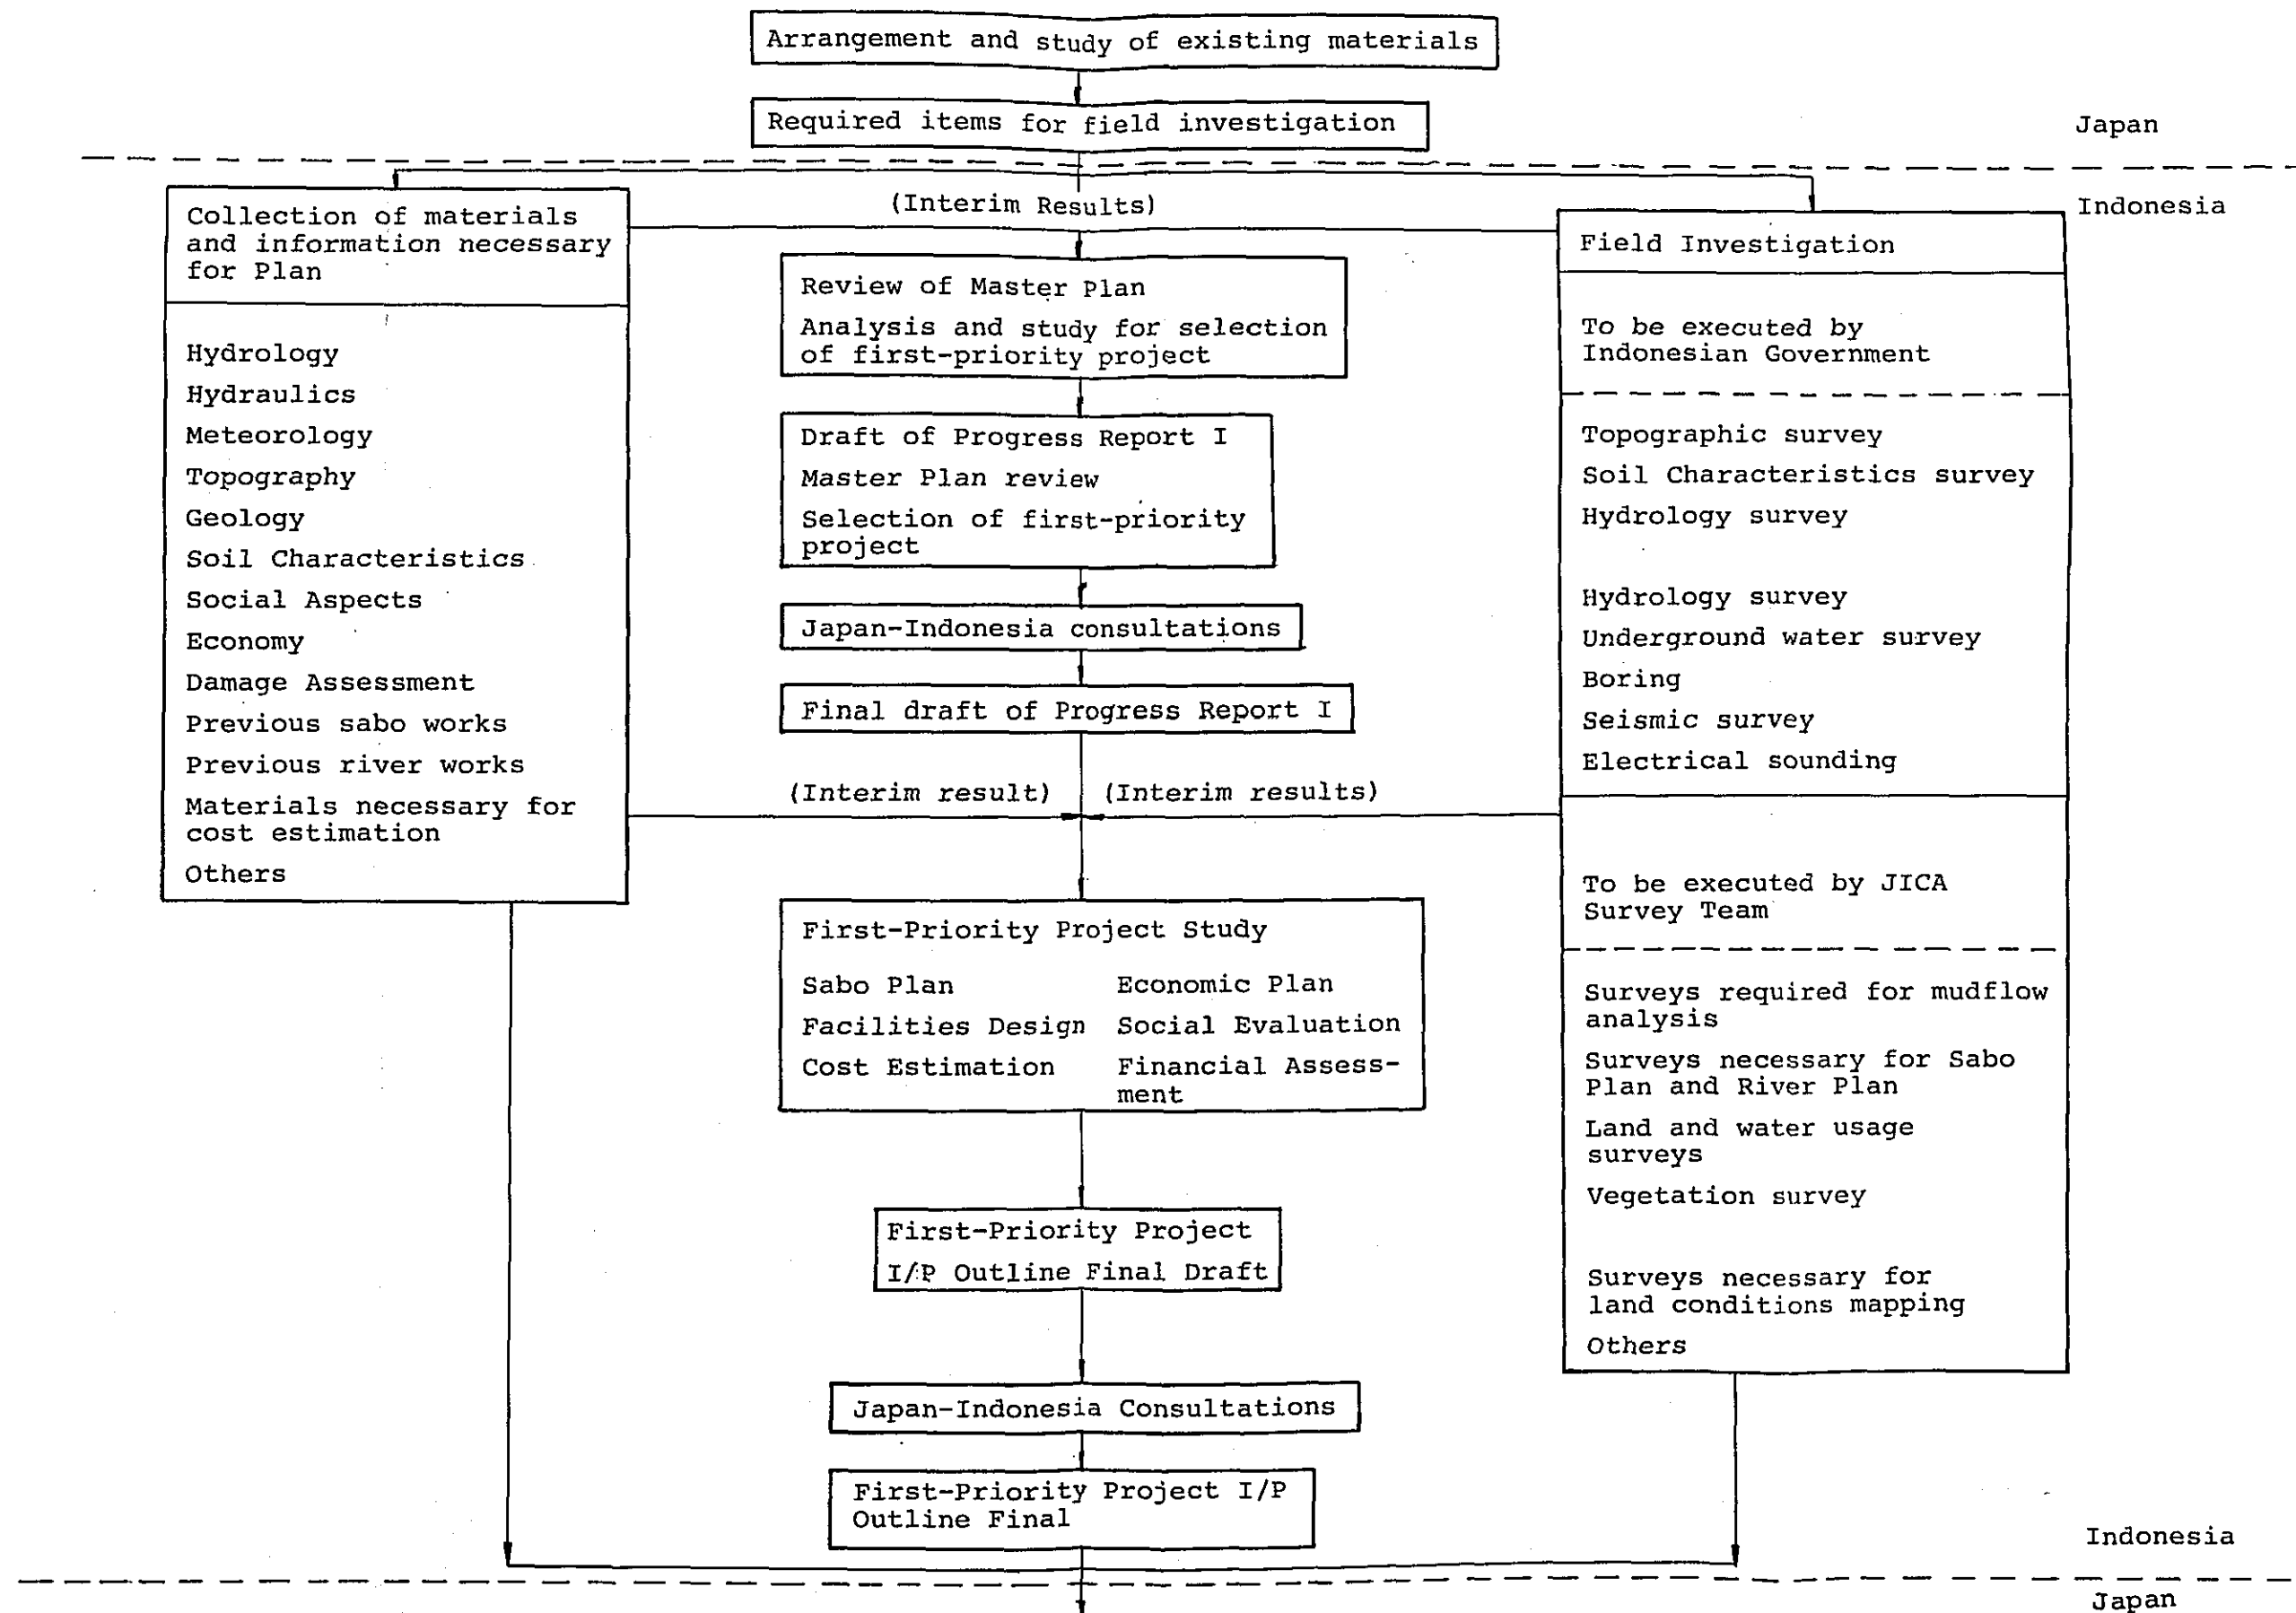 Arrangement and study of existing materials
Required items for field investigation
Japan
Indonesia
(Interim Results)
Collection of materials
and information necessary
for Plan
Hydrology
Hydraulics
Meteorology
Topography
Geology
Soil Characteristics
Social Aspects
Economy
Damage Assessment
Previous sabo works
Previous river works
Materials necessary for
cost estimation
Others
Review of Master Plan
Analysis and study for selection
of first-priority project
Draft of Progress Report I
Master Plan review
Selection of first-priority
project
Japan-Indonesia consultations
Final draft of Progress Report I
(Interim result)
(Interim results)
First-Priority Project Study
Sabo Plan
Economic Plan
Facilities Design
Social Evaluation
Cost Estimation
Financial Assess-
ment
First-Priority Project
I/P Outline Final Draft
Japan-Indonesia Consultations
First-Priority Project I/P
Outline Final
Field Investigation
To be executed by
Indonesian Government
Topographic survey
Soil Characteristics survey
Hydrology survey
Hydrology survey
Underground water survey
Boring
Seismic survey
Electrical sounding
To be executed by JICA
Survey Team
Surveys required for mudflow
analysis
Surveys necessary for Sabo
Plan and River Plan
Land and water usage
surveys
Vegetation survey
Surveys necessary for
land conditions mapping
Others
Indonesia
Japan